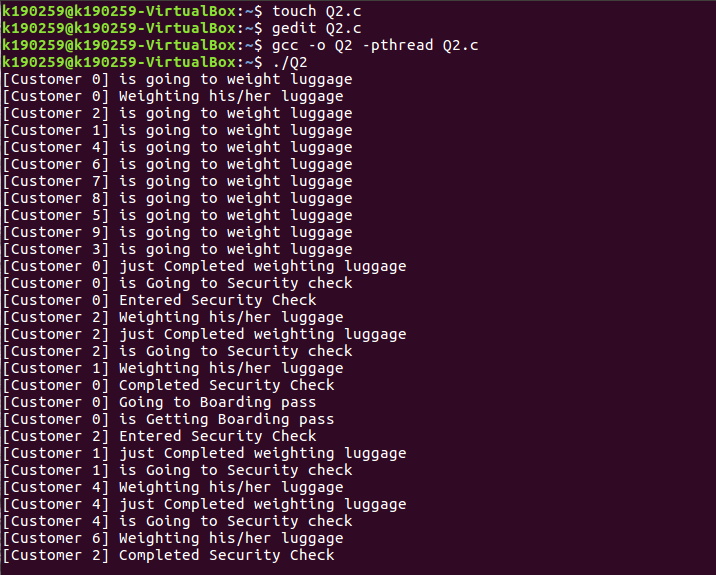 k190259@k190259-VirtualBox:~$ touch Q2.c
k190259@k190259-VirtualBox:~$ gedit Q2.c
k190259@k190259-VirtualBox:~$ gcc -o Q2 -pthread Q2.c
k190259@k190259-VirtualBox:~$ ./Q2
[Customer 0] is going to weight luggage
[Customer 0] Weighting his/her luggage
[Customer 2] is going to weight luggage
[Customer 1] is going to weight luggage
[Customer 4] is going to weight luggage
[Customer 6] is going to weight luggage
[Customer 7] is going to weight luggage
[Customer 8] is going to weight luggage
[Customer 5] is going to weight luggage
[Customer 9] is going to weight luggage
[Customer 3] is going to weight luggage
[Customer 0] just Completed weighting luggage
[Customer 0] is Going to Security check
[Customer 0] Entered Security Check
[Customer 2] Weighting his/her luggage
[Customer 2] just Completed weighting luggage
[Customer 2] is Going to Security check
[Customer 1] Weighting his/her luggage
[Customer 0] Completed Security Check
[Customer 0] Going to Boarding pass
[Customer 0] is Getting Boarding pass
[Customer 2] Entered Security Check
[Customer 1] just Completed weighting luggage
[Customer 1] is Going to Security check
[Customer 4] Weighting his/her luggage
[Customer 4] just Completed weighting luggage
[Customer 4] is Going to Security check
[Customer 6] Weighting his/her luggage
[Customer 2] Completed Security Check